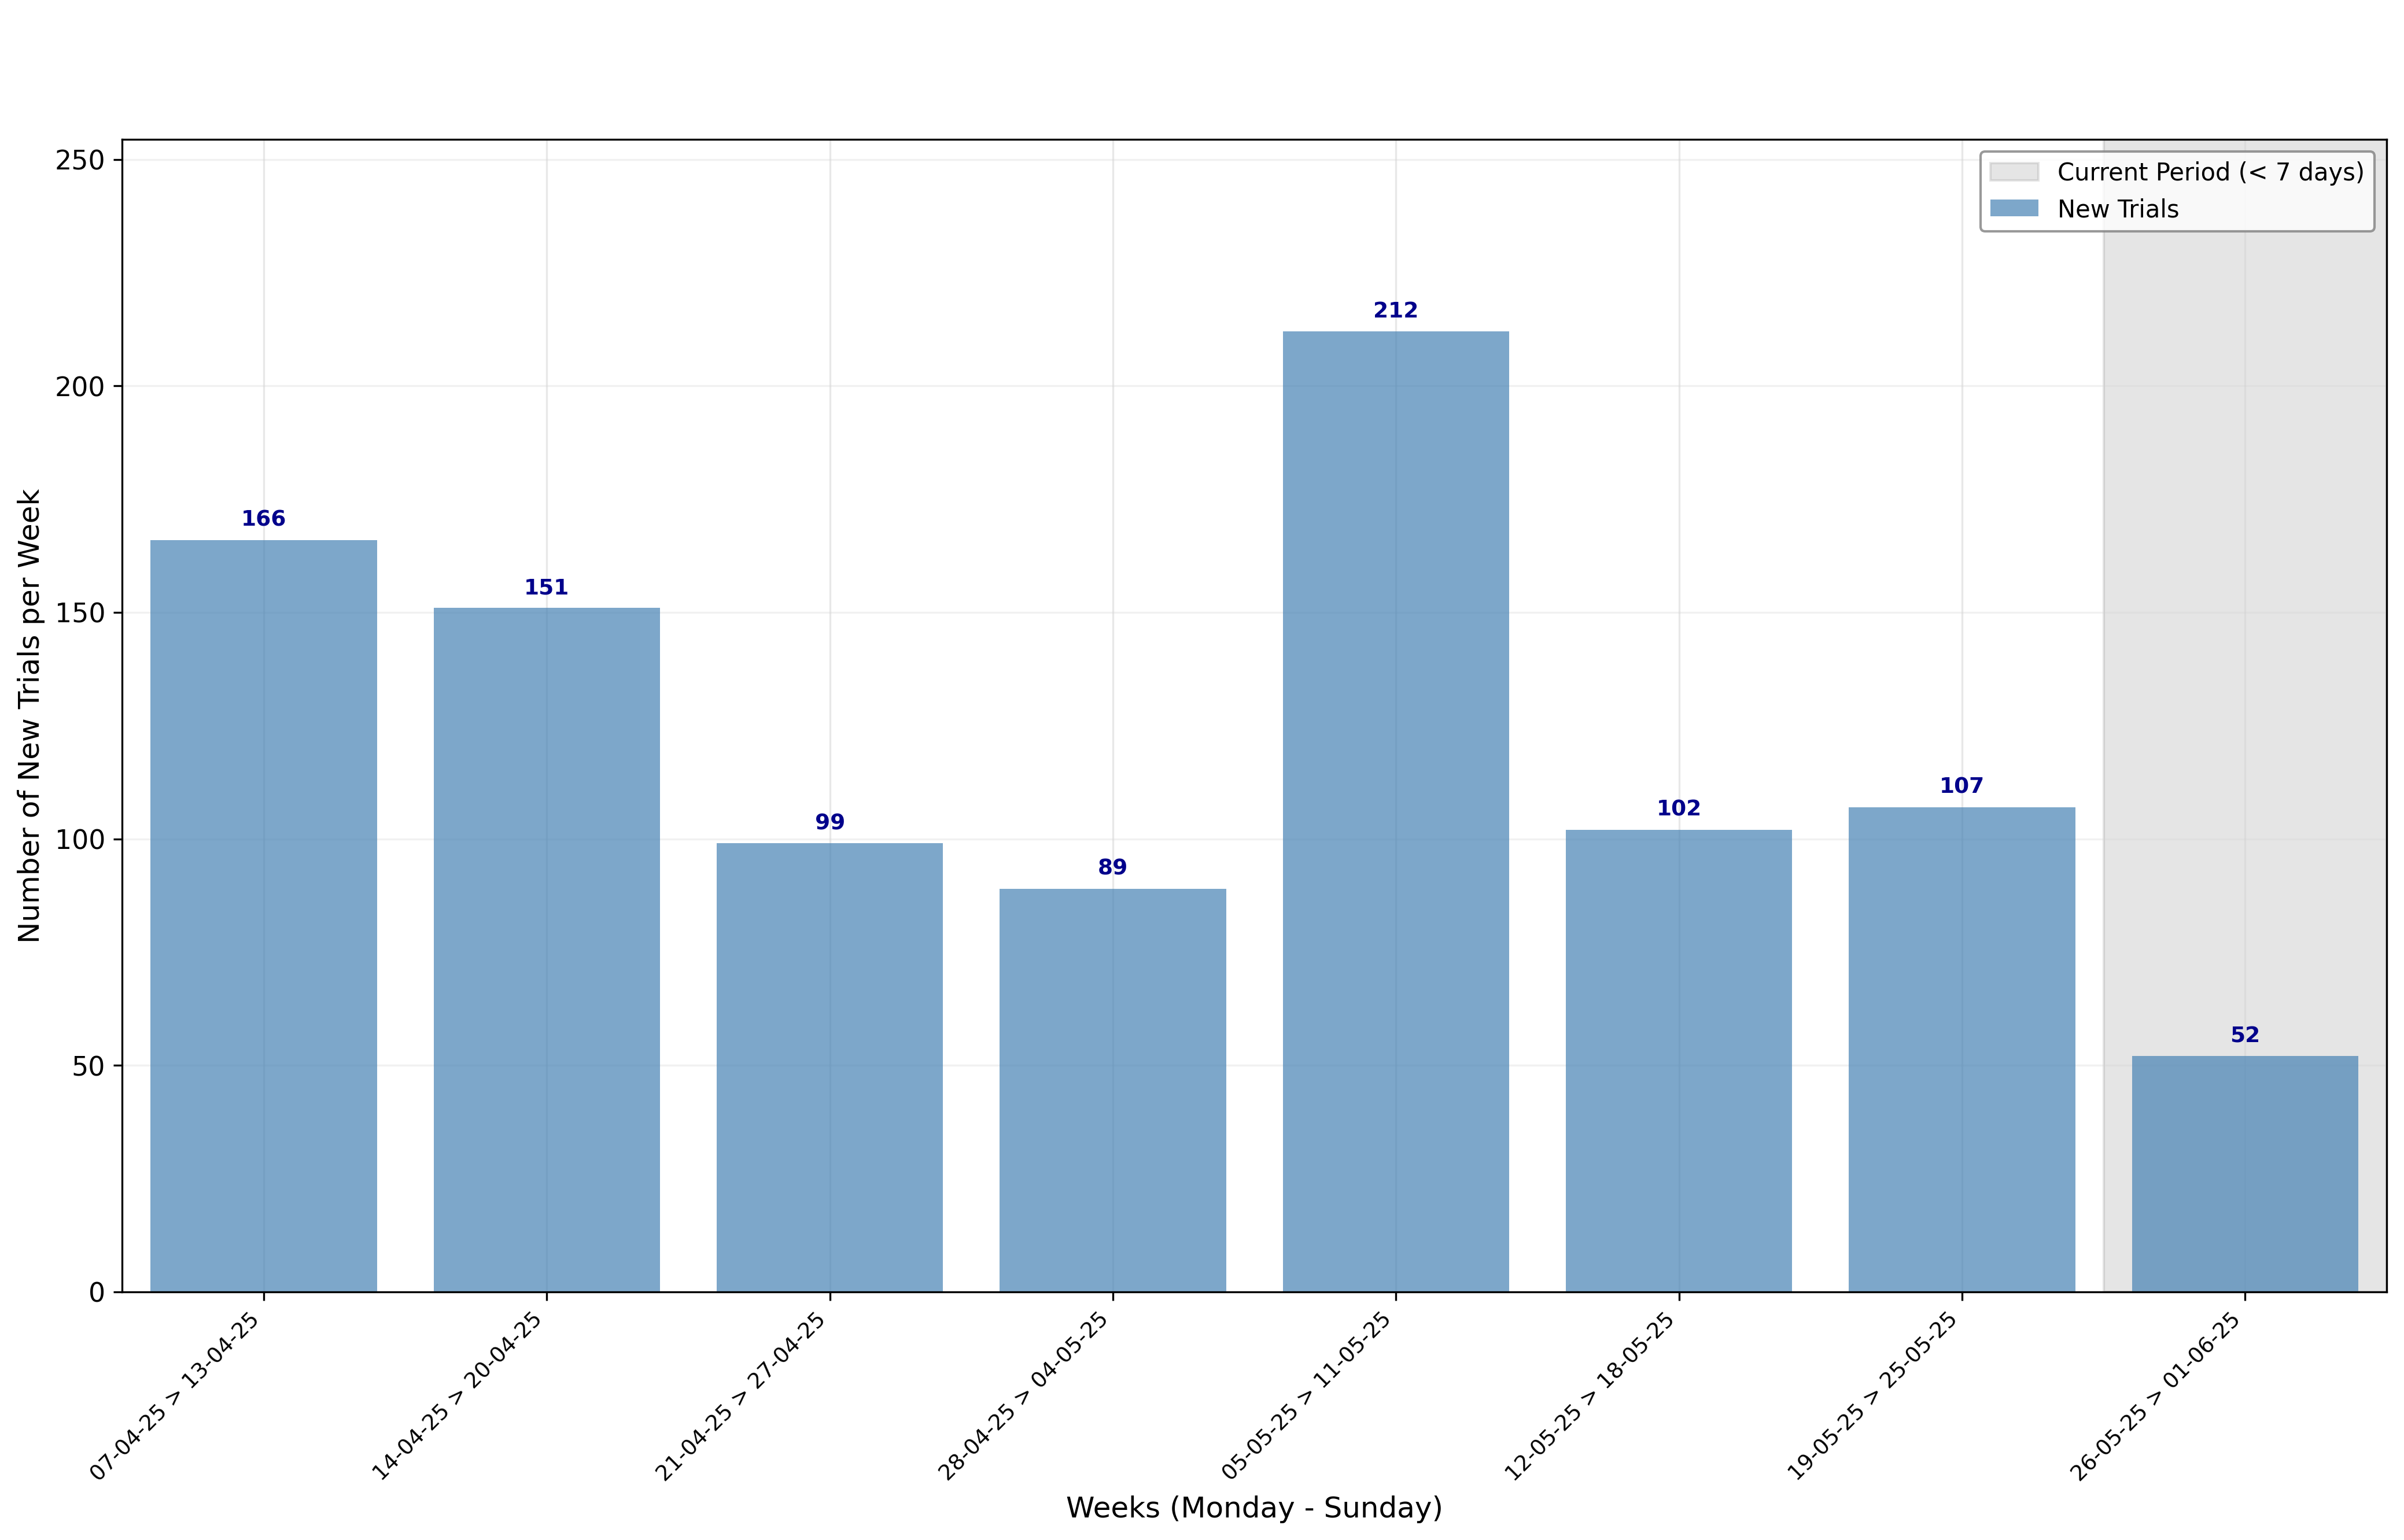 250
200
150
100
50
0
Number of New Trials per Week
Current Period (< 7 days)
New Trials
166
151
99
89
212
102
107
52
07-04-25 > 13-04-25
14-04-25 > 20-04-25
21-04-25 > 27-04-25
28-04-25 > 04-05-25
05-05-25 > 11-05-25
12-05-25 > 18-05-25
19-05-25 > 25-05-25
26-05-25 > 01-06-25
Weeks (Monday - Sunday)